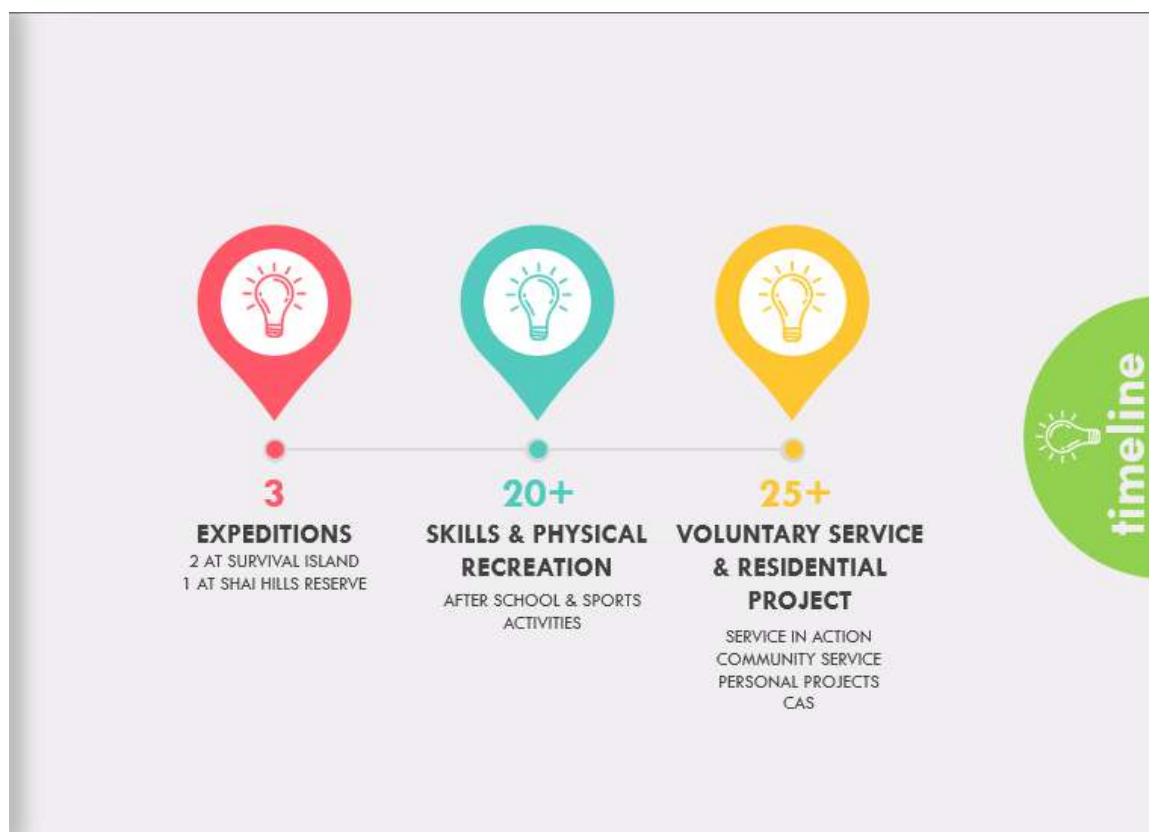 3
EXPEDITIONS
2 AT SURVIVAL ISLAND
1 AT SHAI HILLS RESERVE
20+
SKILLS & PHYSICAL
RECREATION
AFTER SCHOOL & SPORTS
ACTIVITIES
25+
VOLUNTARY SERVICE
& RESIDENTIAL
PROJECT
SERVICE IN ACTION
COMMUNITY SERVICE
PERSONAL PROJECTS
CAS
timeline